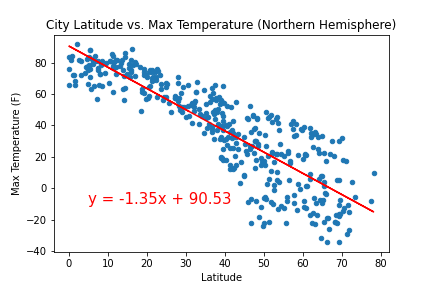 City Latitude vs. Max Temperature (Northern Hemisphere)
Max Temperature (F)
80
60
40
20
0
−20
−40
y = -1.35x + 90.53
0 10 20 30 40 50 60 70 80
Latitude